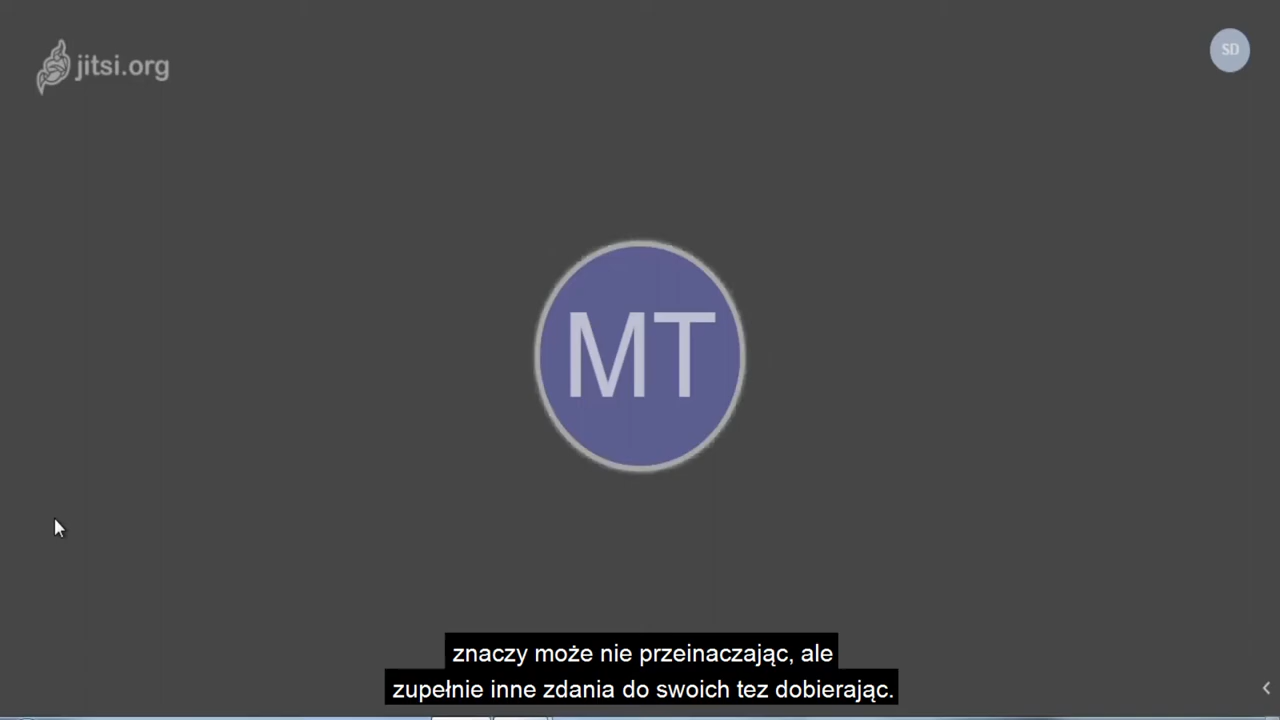 jitsi.org
SD
MT
znaczy może nie przeinaczając, ale
zupełnie inne zdania do swoich tez dobierając.